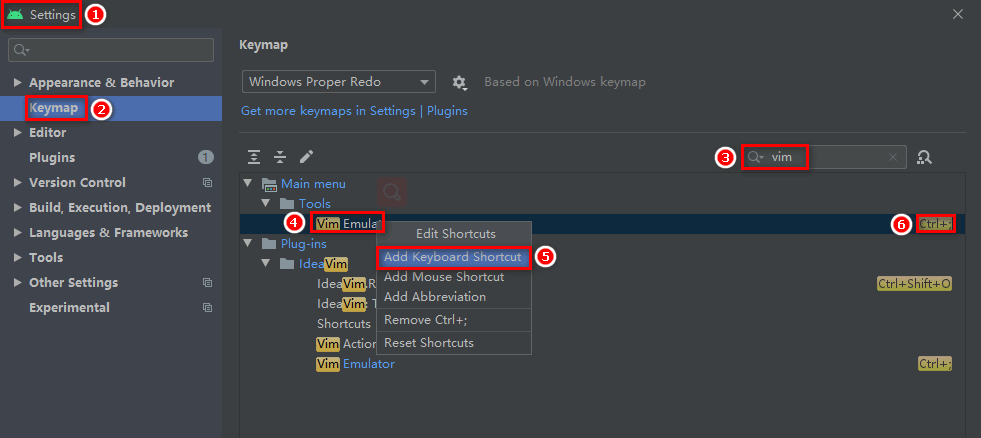 Settings 1
Keymap
Appearance & Behavior
Windows Proper Redo Based on Windows keymap
Keymap 2
Get more keymaps in Settings | Plugins
Editor
Plugins 1
3 vim
Version Control
Main menu
Build, Execution, Deployment
Tools
4 Vim Emula
6 Ctrl+;
Languages & Frameworks
Edit Shortcuts
Plug-ins
Add Keyboard Shortcut 5
Tools
IdeaVim
Add Mouse Shortcut
Other Settings
IdeaVim.R
Ctrl+Shift+O
Add Abbreviation
IdeaVim: T
Experimental
Shortcuts
Remove Ctrl+;
Vim Action
Reset Shortcuts
Vim Emulator
Ctrl+;